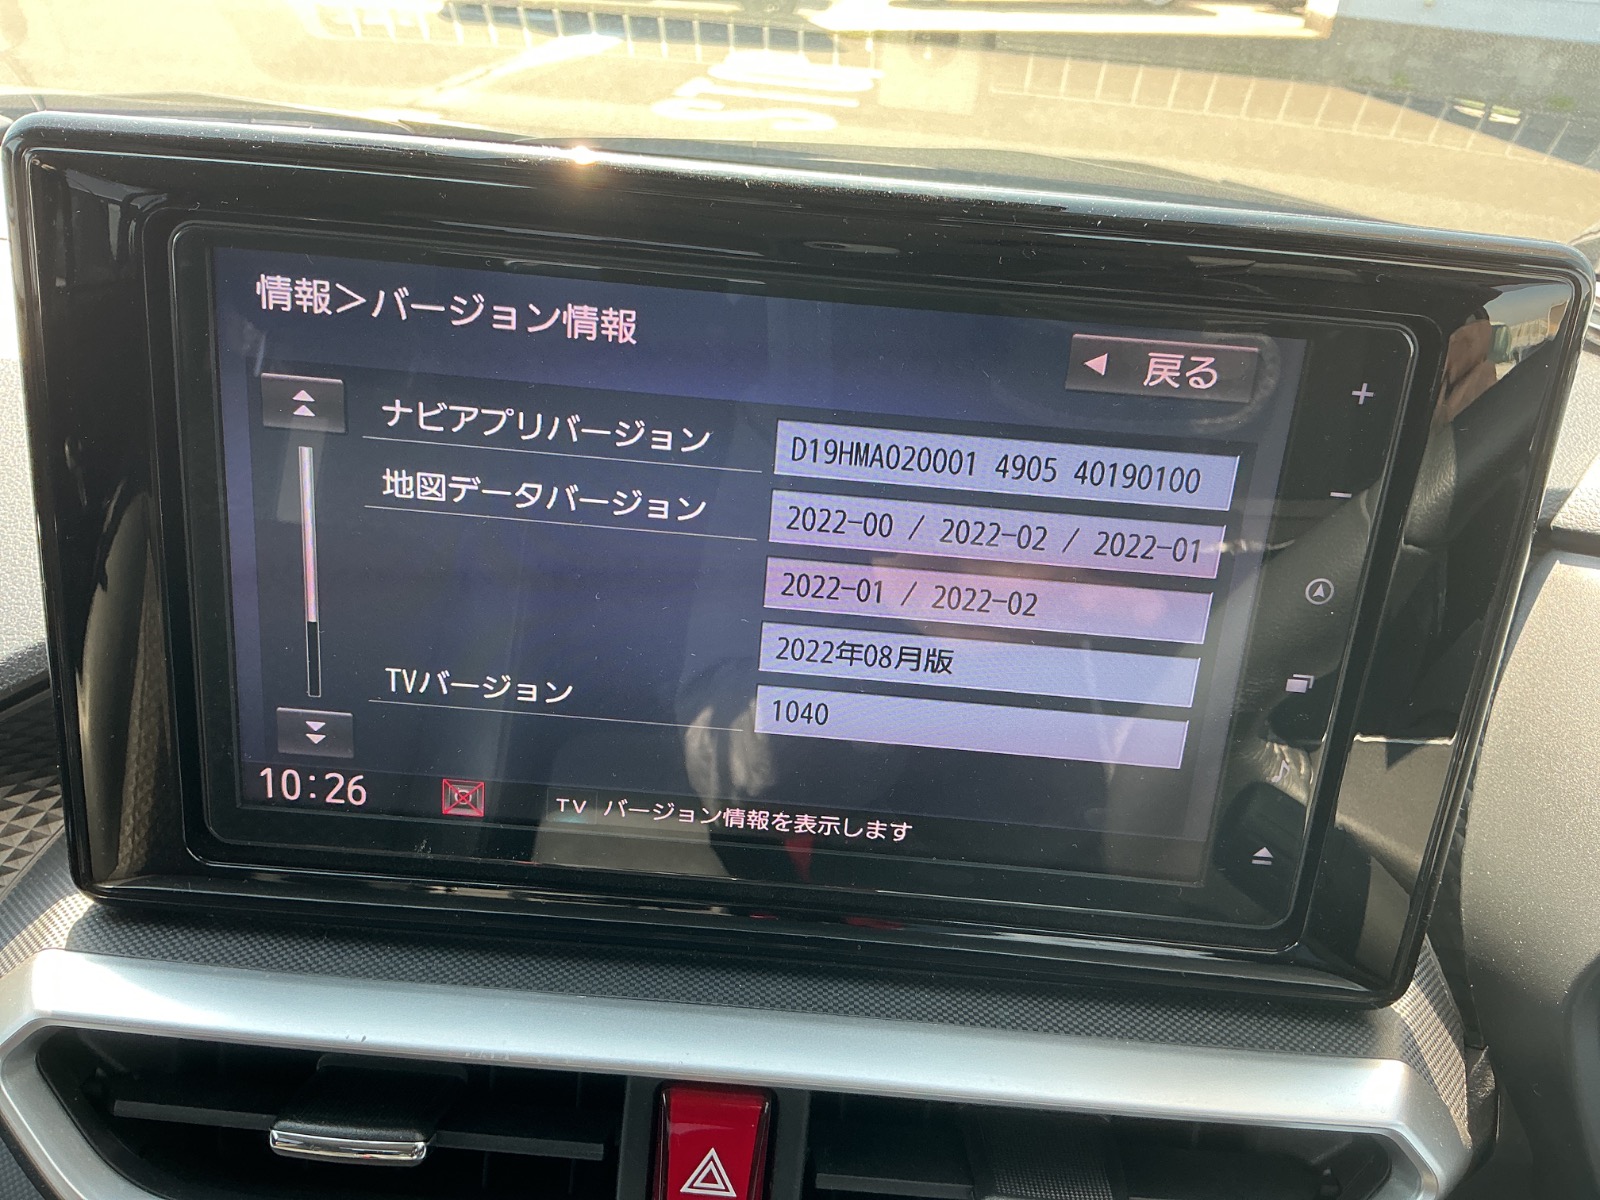 情報>バージョン情報
戻る
ナビアプリバージョン
D19HMA020001 4905 40190100
地図データバージョン
2022-00 / 2022-02 / 2022-01
2022-01 / 2022-02
2022年08月版
TVバージョン
1040
10:26
TV バージョン情報を表示します